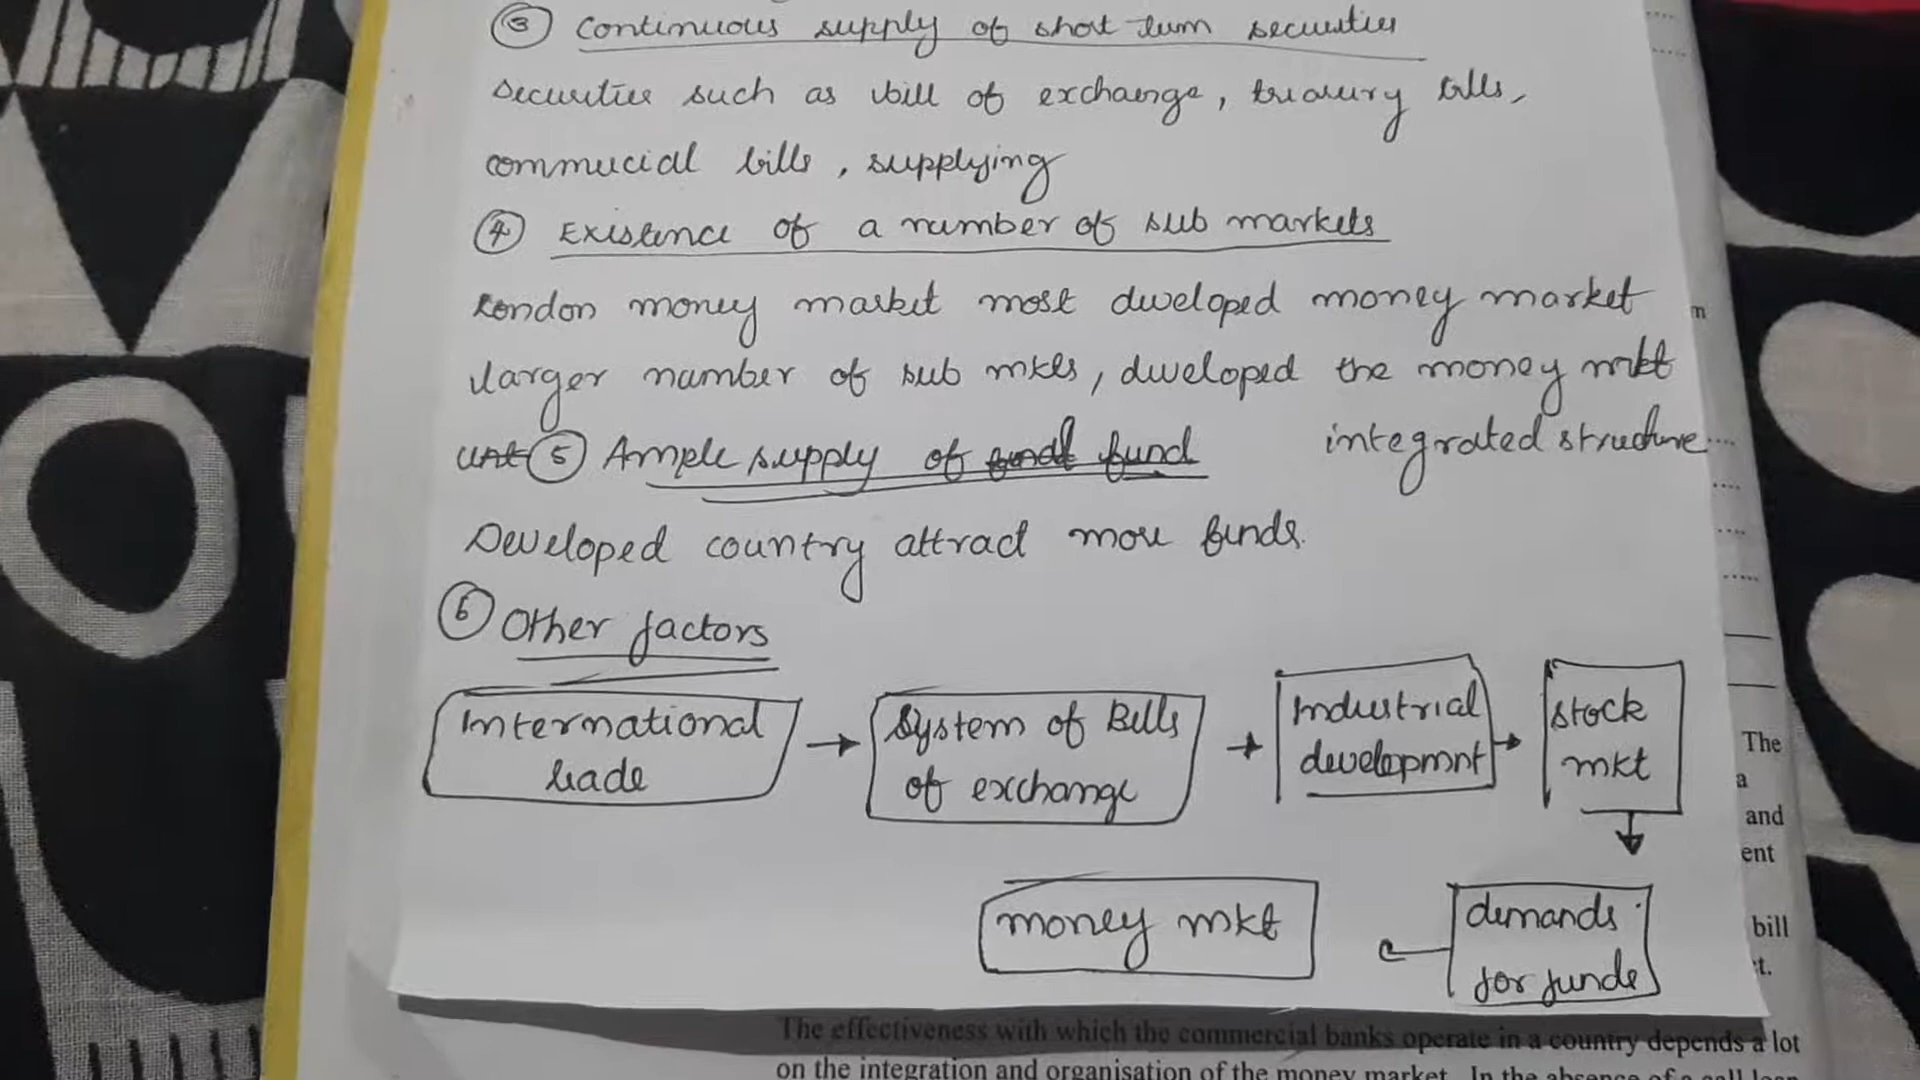 ③ Continuous supply of short term securities
securities such as bill of exchange, treasury bills,
commercial bills, supplying
④ Existence of a number of sub markets
London money market most developed money market
larger number of sub mkts, developed the money mkt
⑤ Ample supply of fund integrated structure
Developed country attract more funds.
⑥ Other factors
International trade → System of Bills of exchange → Industrial developmnt → Stock mkt
money mkt demands for funds
m
The
a
and
ent
bill
t.
The effectiveness with which the commercial banks operate in a country depends a lot
on the integration and organisation of the money market. In the absence of a call loan